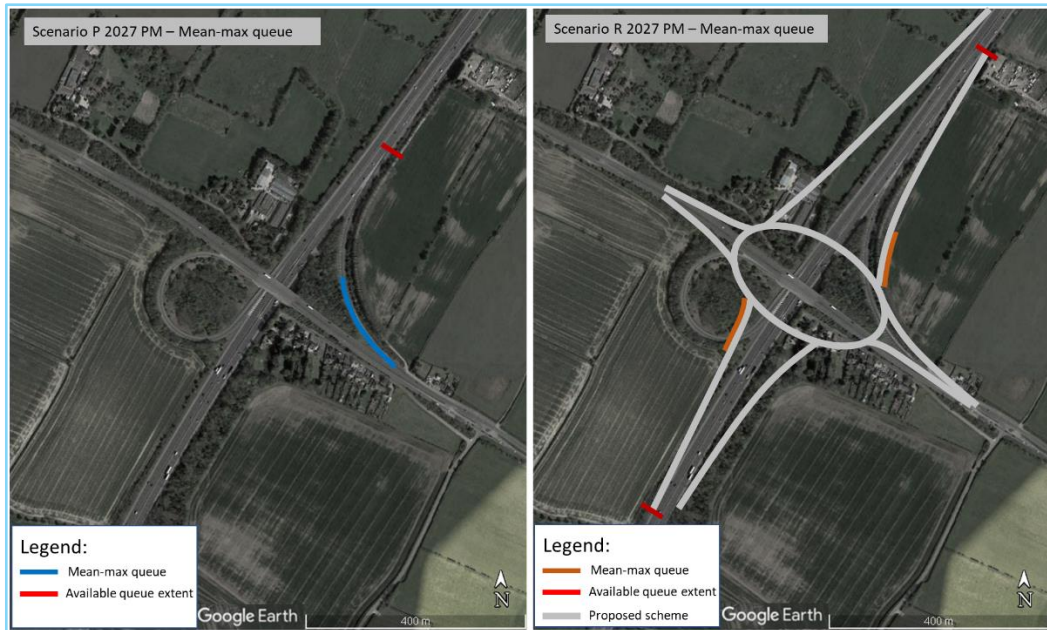 Scenario P 2027 PM – Mean-max queue
Legend:
Mean-max queue
Available queue extent
Google Earth
400 m
N
Scenario R 2027 PM – Mean-max queue
Legend:
Mean-max queue
Available queue extent
Proposed scheme
Google Earth
400 m
N